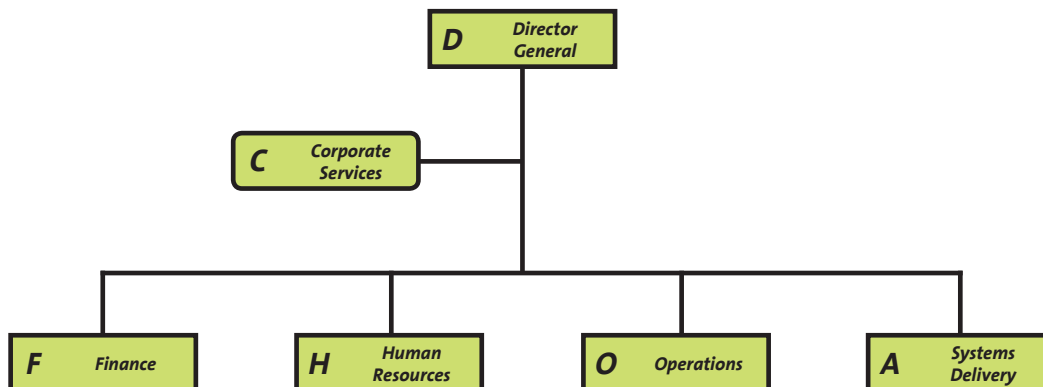 D
Director
General
C
Corporate
Services
F
Finance
H
Human
Resources
O
Operations
A
Systems
Delivery